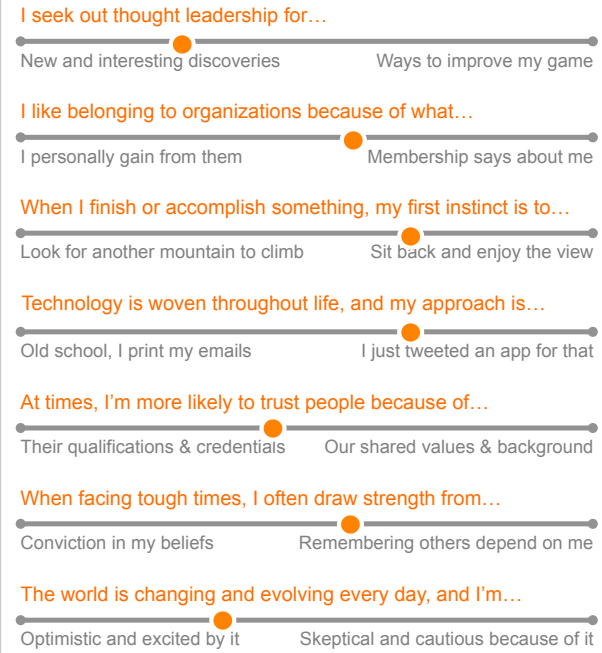 I seek out thought leadership for…
New and interesting discoveries Ways to improve my game
I like belonging to organizations because of what…
I personally gain from them Membership says about me
When I finish or accomplish something, my first instinct is to…
Look for another mountain to climb Sit back and enjoy the view
Technology is woven throughout life, and my approach is…
Old school, I print my emails I just tweeted an app for that
At times, I’m more likely to trust people because of…
Their qualifications & credentials Our shared values & background
When facing tough times, I often draw strength from…
Conviction in my beliefs Remembering others depend on me
The world is changing and evolving every day, and I’m…
Optimistic and excited by it Skeptical and cautious because of it